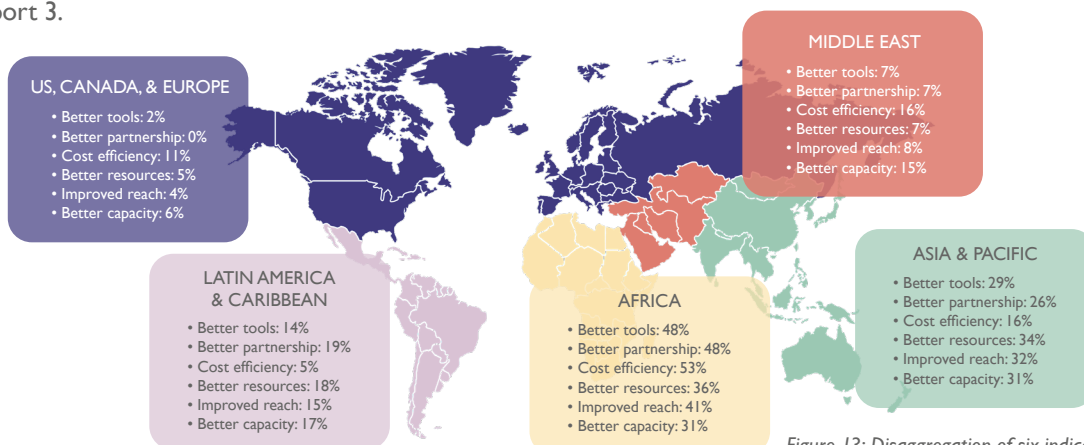 ort 3.
US, CANADA, & EUROPE
• Better tools: 2%
• Better partnership: 0%
• Cost efficiency: 11%
• Better resources: 5%
• Improved reach: 4%
• Better capacity: 6%
MIDDLE EAST
• Better tools: 7%
• Better partnership: 7%
• Cost efficiency: 16%
• Better resources: 7%
• Improved reach: 8%
• Better capacity: 15%
LATIN AMERICA
& CARIBBEAN
• Better tools: 14%
• Better partnership: 19%
• Cost efficiency: 5%
• Better resources: 18%
• Improved reach: 15%
• Better capacity: 17%
AFRICA
• Better tools: 48%
• Better partnership: 48%
• Cost efficiency: 53%
• Better resources: 36%
• Improved reach: 41%
• Better capacity: 31%
ASIA & PACIFIC
• Better tools: 29%
• Better partnership: 26%
• Cost efficiency: 16%
• Better resources: 34%
• Improved reach: 32%
• Better capacity: 31%
Figure 13: Disaggregation of six indic